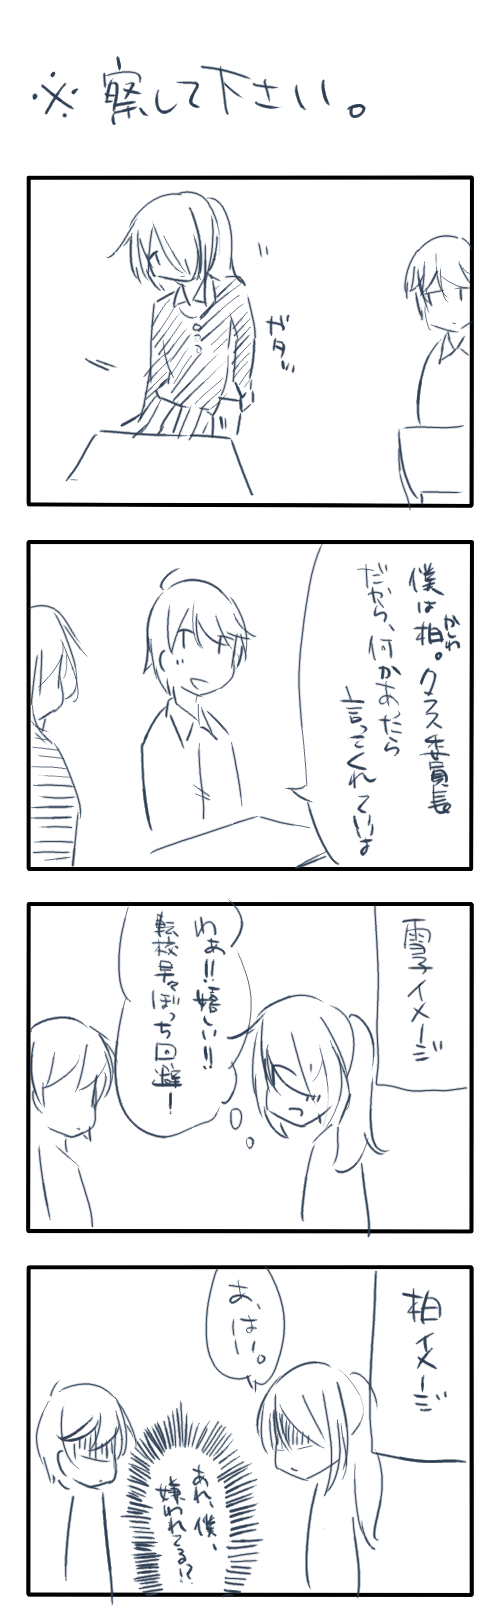 ※察して下さい。
ガタッ
僕は柏。クラス委員長
かしわ
だから、何かあたら
言ってくれていいよ
雪子イメージ
わぁ!!嬉しい!!
転校早々ぼっち回避!
柏イメージ
あ、はい。
あれ、僕、
嫌われてる!?